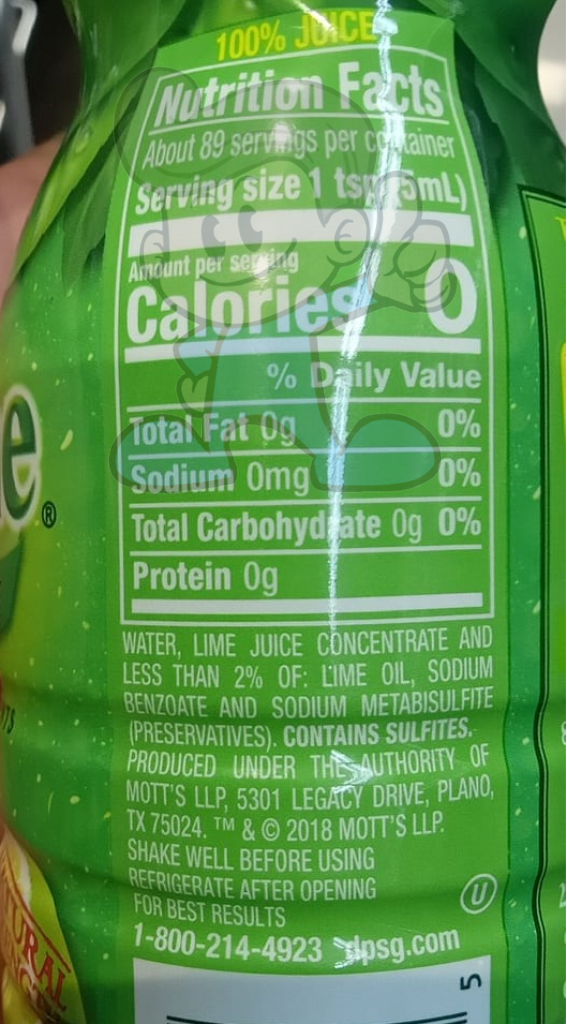 100% JUICE
Nutrition Facts
About 89 servings per container
Serving size 1 tsp (5mL)
Amount per serving
Calories 0
% Daily Value
Total Fat 0g 0%
Sodium 0mg 0%
Total Carbohydrate 0g 0%
Protein 0g
WATER, LIME JUICE CONCENTRATE AND
LESS THAN 2% OF: LIME OIL, SODIUM
BENZOATE AND SODIUM METABISULFITE
(PRESERVATIVES). CONTAINS SULFITES.
PRODUCED UNDER THE AUTHORITY OF
MOTT'S LLP, 5301 LEGACY DRIVE, PLANO,
TX 75024. ™ & © 2018 MOTT'S LLP.
SHAKE WELL BEFORE USING
REFRIGERATE AFTER OPENING
FOR BEST RESULTS
U
1-800-214-4923 dpsg.com
5
e®